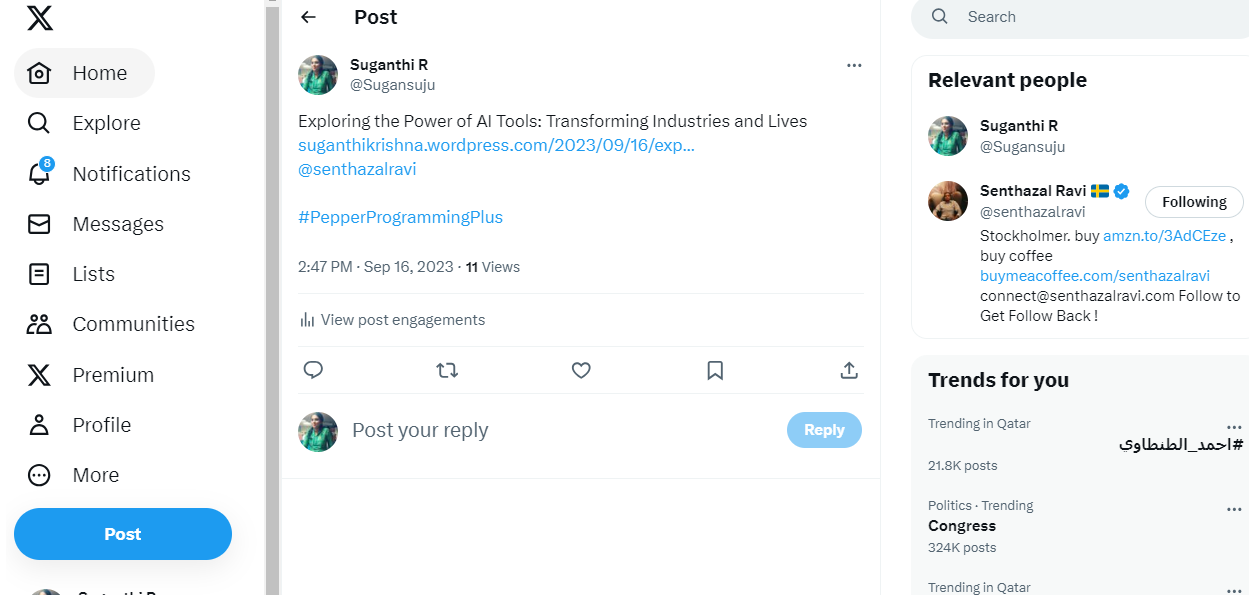 Home
Explore
8
Notifications
Messages
Lists
Communities
Premium
Profile
More
Post
Suganthi R
Post
Suganthi R
@Sugansuju
Exploring the Power of AI Tools: Transforming Industries and Lives
suganthikrishna.wordpress.com/2023/09/16/exp...
@senthazalravi
#PepperProgrammingPlus
2:47 PM · Sep 16, 2023 · 11 Views
View post engagements
Post your reply
Reply
Search
Relevant people
Suganthi R
@Sugansuju
Senthazal Ravi
@senthazalravi
Following
Stockholmer. buy amzn.to/3AdCEze ,
buy coffee
buymeacoffee.com/senthazalravi
connect@senthazalravi.com Follow to
Get Follow Back !
Trends for you
Trending in Qatar
#احمد_الطنطاوي
21.8K posts
Politics · Trending
Congress
324K posts
Trending in Qatar